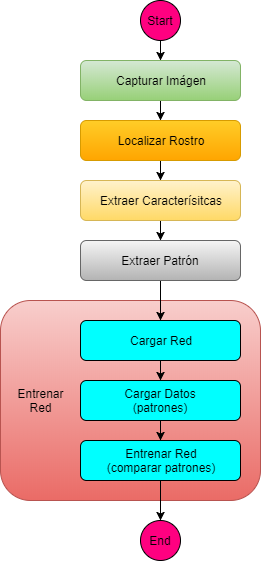 Start
Capturar Imágen
Localizar Rostro
Extraer Caracterísitcas
Extraer Patrón
Entrenar
Red
Cargar Red
Cargar Datos
(patrones)
Entrenar Red
(comparar patrones)
End